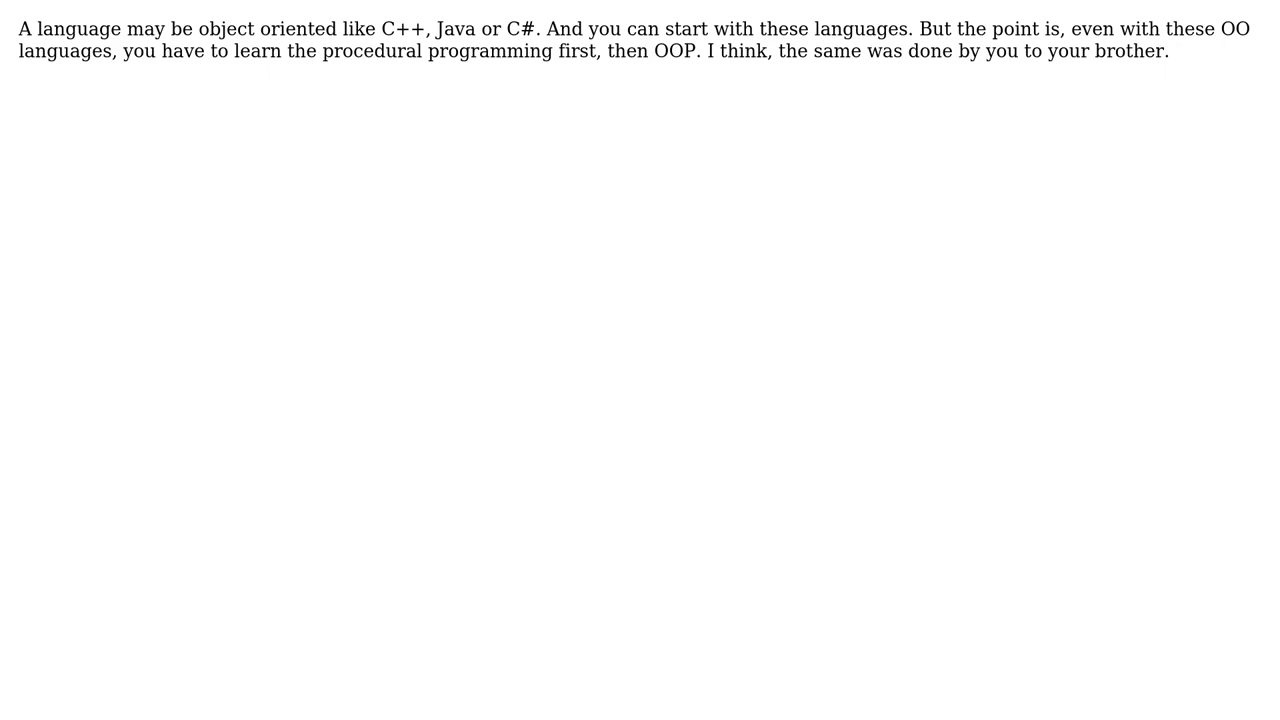 A language may be object oriented like C++, Java or C#. And you can start with these languages. But the point is, even with these OO
languages, you have to learn the procedural programming first, then OOP. I think, the same was done by you to your brother.